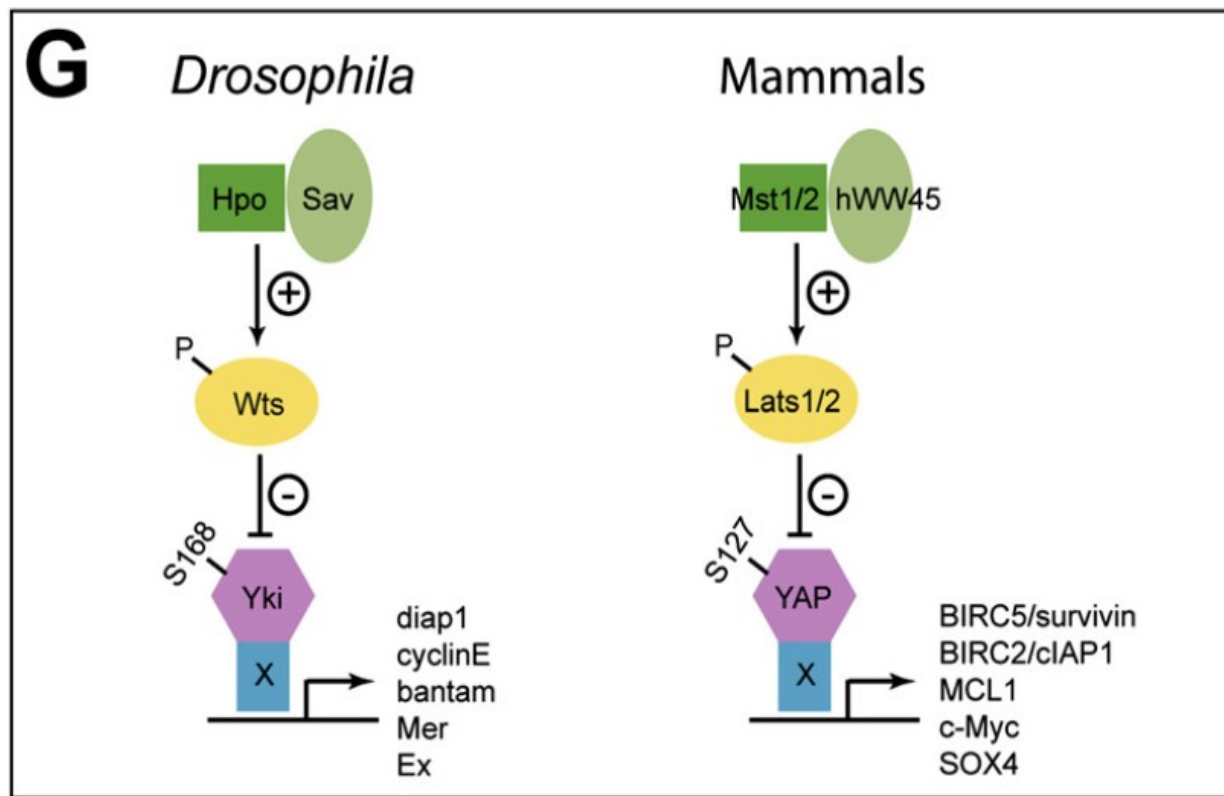 G
Drosophila
Hpo
Sav
+
P
Wts
-
S168
Yki
X
diap1
cyclinE
bantam
Mer
Ex
Mammals
Mst1/2
hWW45
+
P
Lats1/2
-
S127
YAP
X
BIRC5/survivin
BIRC2/cIAP1
MCL1
c-Myc
SOX4